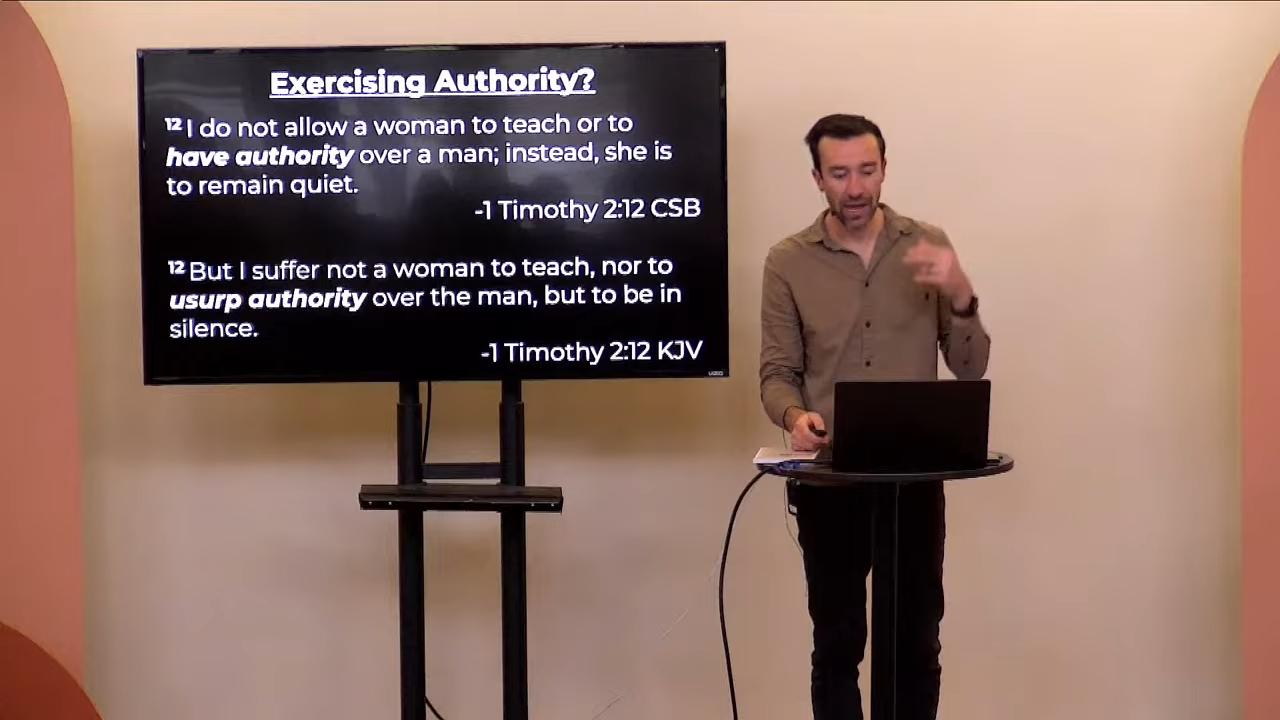 Exercising Authority?
12 I do not allow a woman to teach or to
have authority over a man; instead, she is
to remain quiet.
-1 Timothy 2:12 CSB
12 But I suffer not a woman to teach, nor to
usurp authority over the man, but to be in
silence.
-1 Timothy 2:12 KJV
VIZIO